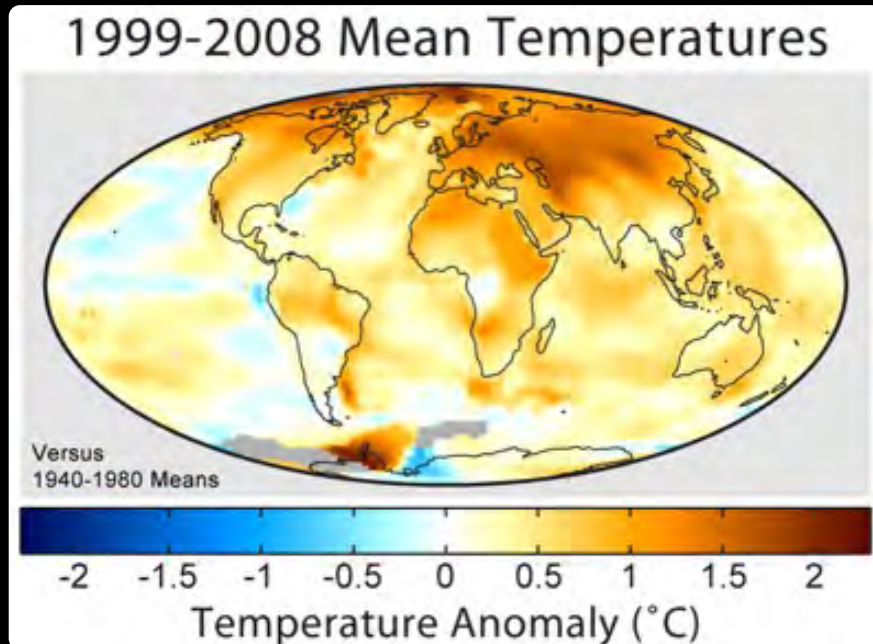 1999-2008 Mean Temperatures
Versus
1940-1980 Means
-2 -1.5 -1 -0.5 0 0.5 1 1.5 2
Temperature Anomaly (˚C)